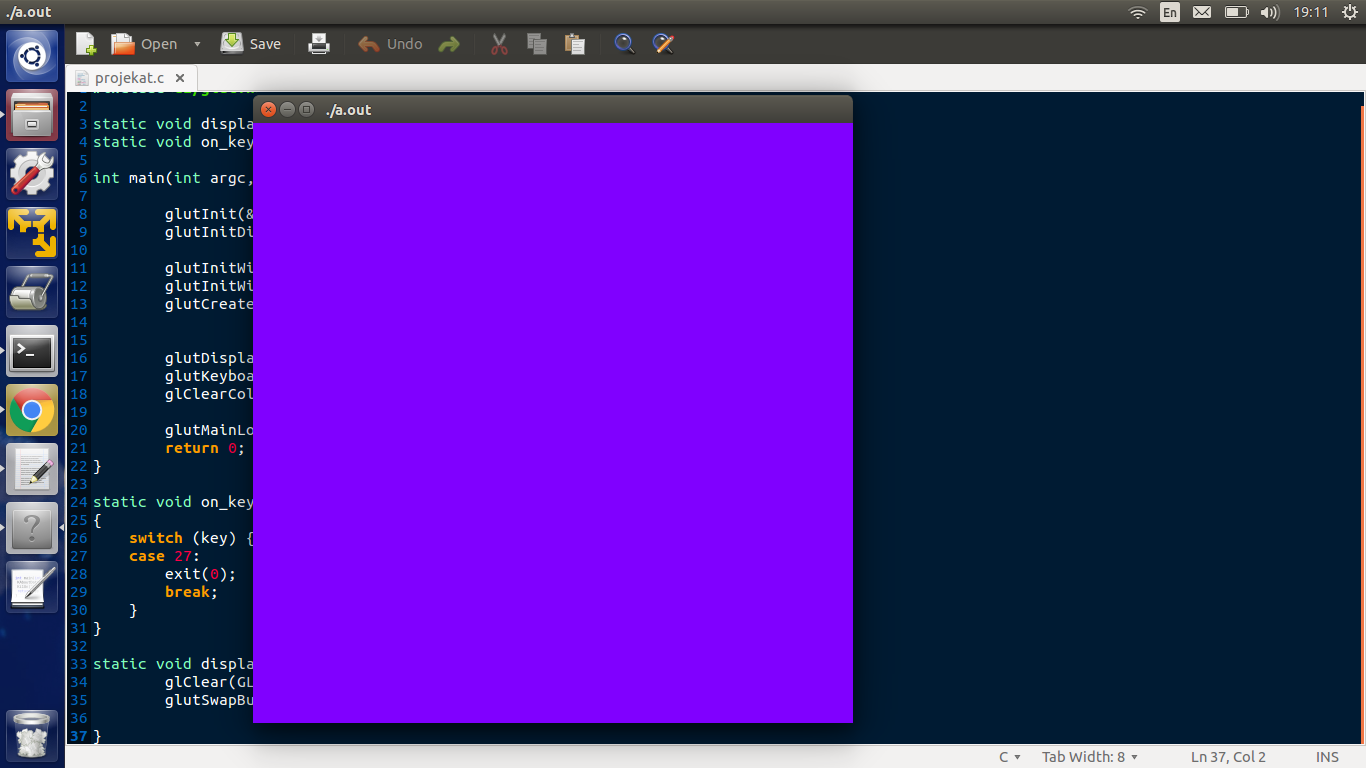 ./a.out
En
19:11
Open
Save
Undo
projekat.c
./a.out
2
3 static void displa
4 static void on_key
5
6 int main(int argc,
7
8 glutInit(&
9 glutInitDi
10
11 glutInitWi
12 glutInitWi
13 glutCreate
14
15
16 glutDispla
17 glutKeyboa
18 glClearCol
19
20 glutMainLo
21 return 0;
22 }
23
24 static void on_key
25 {
26 switch (key) {
27 case 27:
28 exit(0);
29 break;
30 }
31 }
32
33 static void displa
34 glClear(GL
35 glutSwapBu
36
37 }
C
Tab Width: 8
Ln 37, Col 2
INS